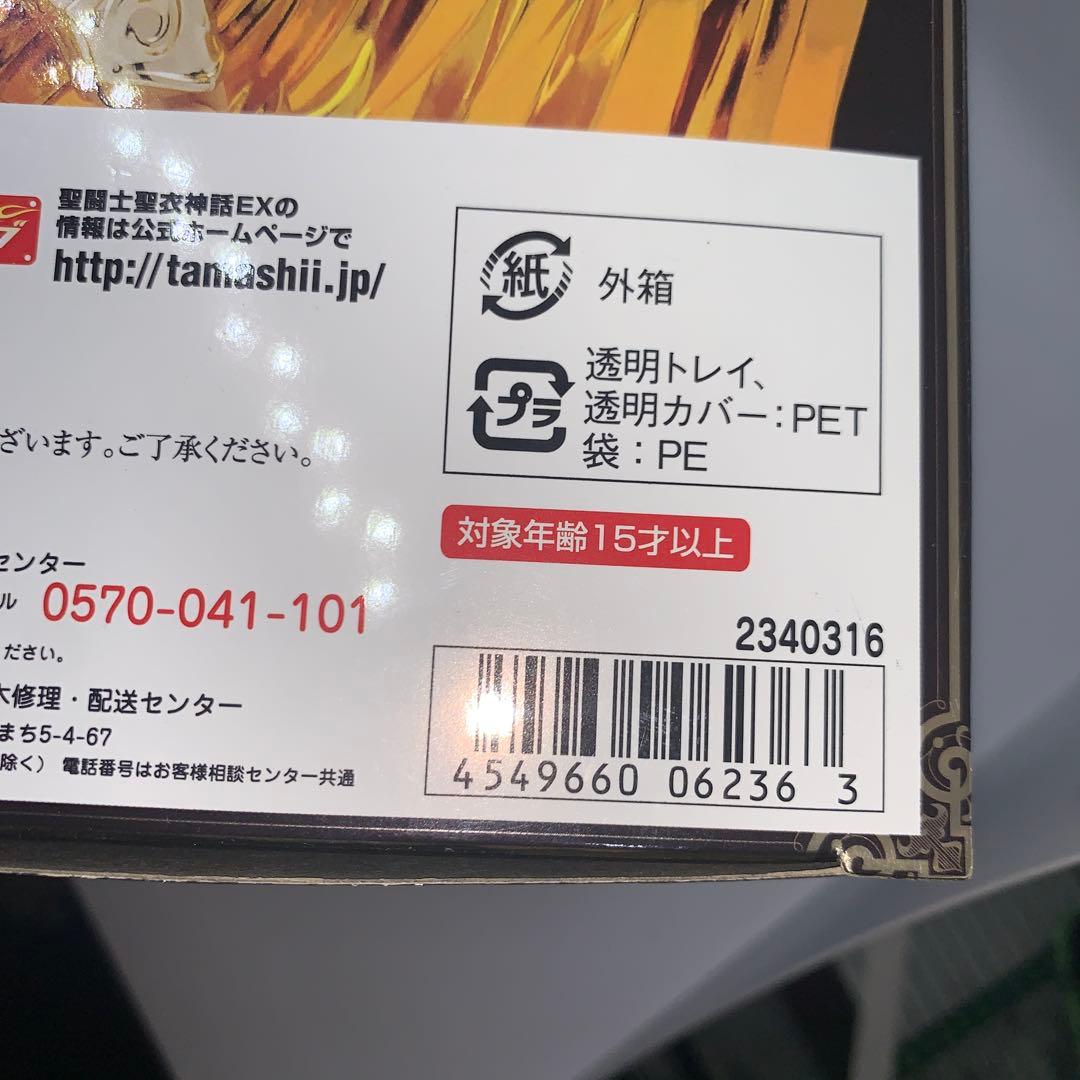 聖闘士聖衣神話EXの
情報は公式ホームページで
http://tamashii.jp/
紙 外箱
プラ 透明トレイ、
透明カバー:PET
袋:PE
ざいます。ご了承ください。
対象年齢15才以上
センター
ル 0570-041-101
ださい。
修理・配送センター
まち5-4-67
除く) 電話番号はお客様相談センター共通
2340316
4549660 06236 3